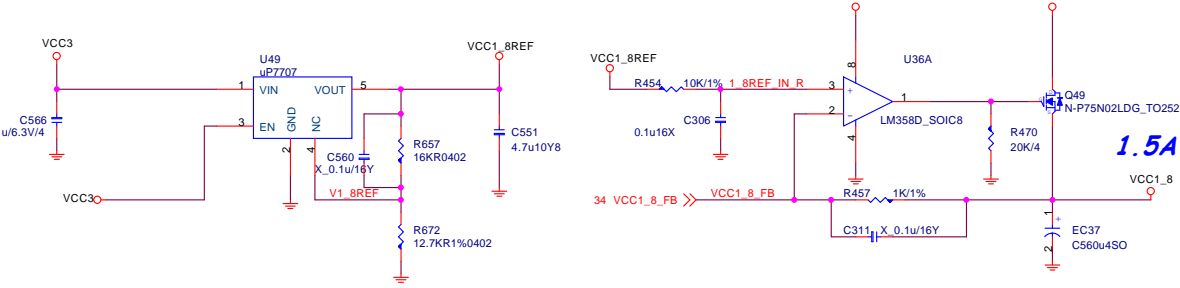 VCC3
U49
uP7707
VCC1_8REF
1
VIN
VOUT
5
3
EN
GND
NC
2
4
C566
u/6.3V/4
VCC3
C560
X_0.1u/16Y
R657
16KR0402
V1_8REF
R672
12.7KR1%0402
C551
4.7u10Y8
VCC1_8REF
R454
10K/1%
1_8REF_IN_R
C306
0.1u16X
8
U36A
3
+
2
-
1
4
LM358D_SOIC8
R470
20K/4
Q49
N-P75N02LDG_TO252
1.5A
VCC1_8
34 VCC1_8_FB
VCC1_8_FB
R457
1K/1%
C311
X_0.1u/16Y
1
+
2
EC37
C560u4SO